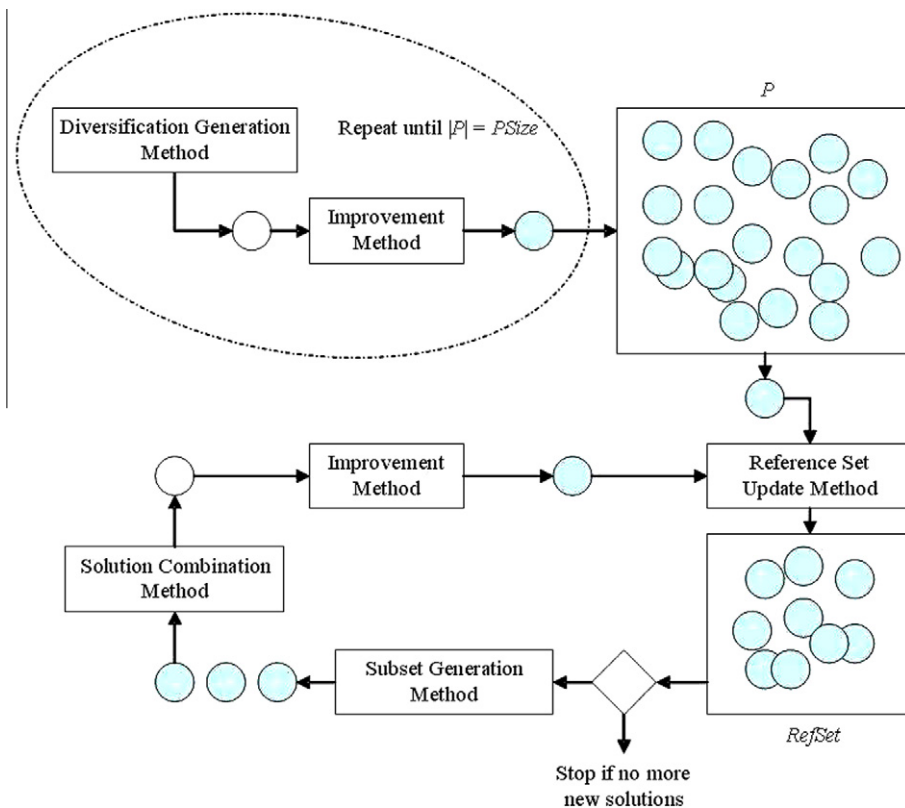 P
Diversification Generation
Method
Repeat until |P| = PSize
Improvement
Method
Improvement
Method
Reference Set
Update Method
Solution Combination
Method
Subset Generation
Method
RefSet
Stop if no more
new solutions